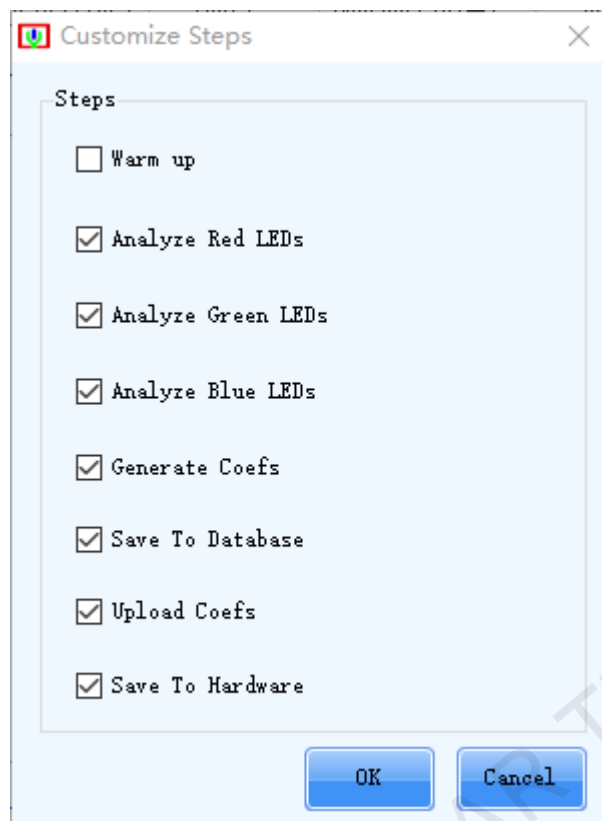 Customize Steps
Steps
Warm up
Analyze Red LEDs
Analyze Green LEDs
Analyze Blue LEDs
Generate Coefs
Save To Database
Upload Coefs
Save To Hardware
OK
Cancel